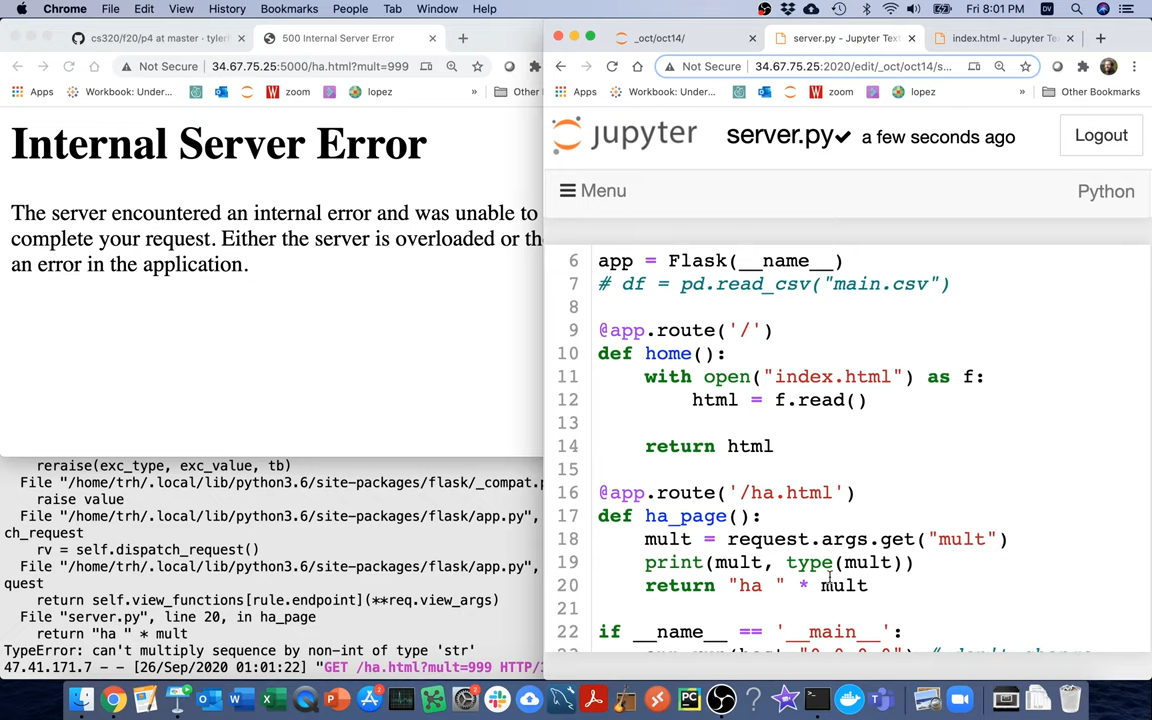 Chrome File Edit View History Bookmarks People Tab Window Help Fri 8:01 PM DV
cs320/f20/p4 at master · tyler
500 Internal Server Error
Not Secure 34.67.75.25:5000/ha.html?mult=999
Apps Workbook: Under... zoom lopez » Other
Internal Server Error
The server encountered an internal error and was unable to
complete your request. Either the server is overloaded or th
an error in the application.
reraise(exc_type, exc_value, tb)
File "/home/trh/.local/lib/python3.6/site-packages/flask/_compat.p
raise value
File "/home/trh/.local/lib/python3.6/site-packages/flask/app.py",
ch_request
rv = self.dispatch_request()
File "/home/trh/.local/lib/python3.6/site-packages/flask/app.py",
quest
return self.view_functions[rule.endpoint](**req.view_args)
File "server.py", line 20, in ha_page
return "ha " * mult
TypeError: can't multiply sequence by non-int of type 'str'
47.41.171.7 - - [26/Sep/2020 01:01:22] "GET /ha.html?mult=999 HTTP/
_oct/oct14/
server.py - Jupyter Text
index.html - Jupyter Te
Not Secure 34.67.75.25:2020/edit/_oct/oct14/s...
Apps Workbook: Under... zoom lopez » Other Bookmarks
jupyter server.py✔ a few seconds ago Logout
Menu Python
6 app = Flask(__name__)
7 # df = pd.read_csv("main.csv")
8
9 @app.route('/')
10 def home():
11 with open("index.html") as f:
12 html = f.read()
13
14 return html
15
16 @app.route('/ha.html')
17 def ha_page():
18 mult = request.args.get("mult")
19 print(mult, type(mult))
20 return "ha " * mult
21
22 if __name__ == '__main__':